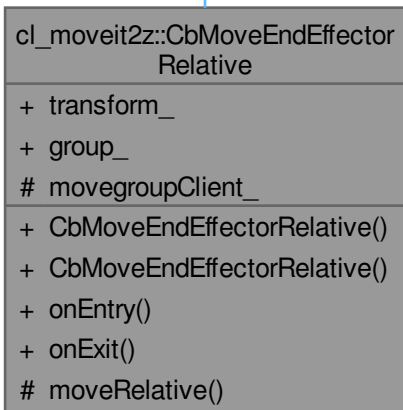 cl_moveit2z::CbMoveEndEffector
Relative
+ transform_
+ group_
# movegroupClient_
+ CbMoveEndEffectorRelative()
+ CbMoveEndEffectorRelative()
+ onEntry()
+ onExit()
# moveRelative()